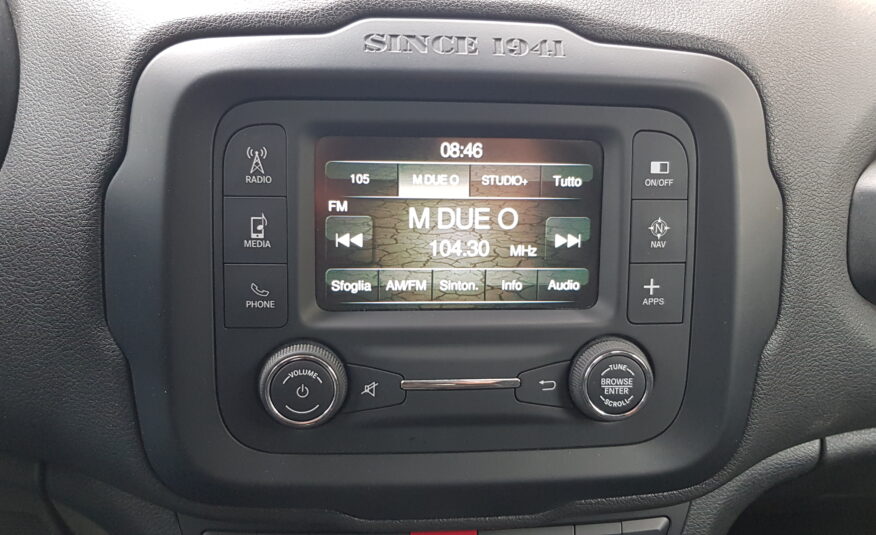 SINCE 1941
08:46
RADIO
105 M DUE O STUDIO+ Tutto
ON/OFF
FM
M DUE O
MEDIA
N
NAV
104.30 MHz
PHONE
Sfoglia AM/FM Sinton. Info Audio
APPS
VOLUME
TUNE
BROWSE
ENTER
SCROLL